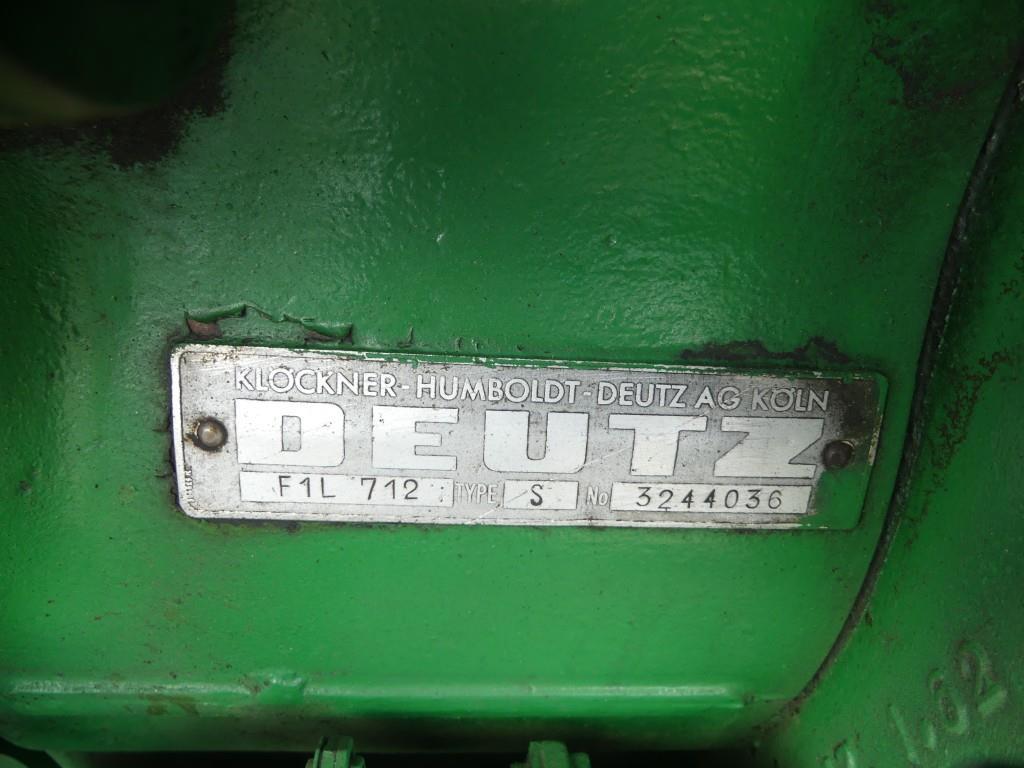 KLÖCKNER-HUMBOLDT-DEUTZ AG KÖLN
DEUTZ
F1L 712 TYPE S No 3244036